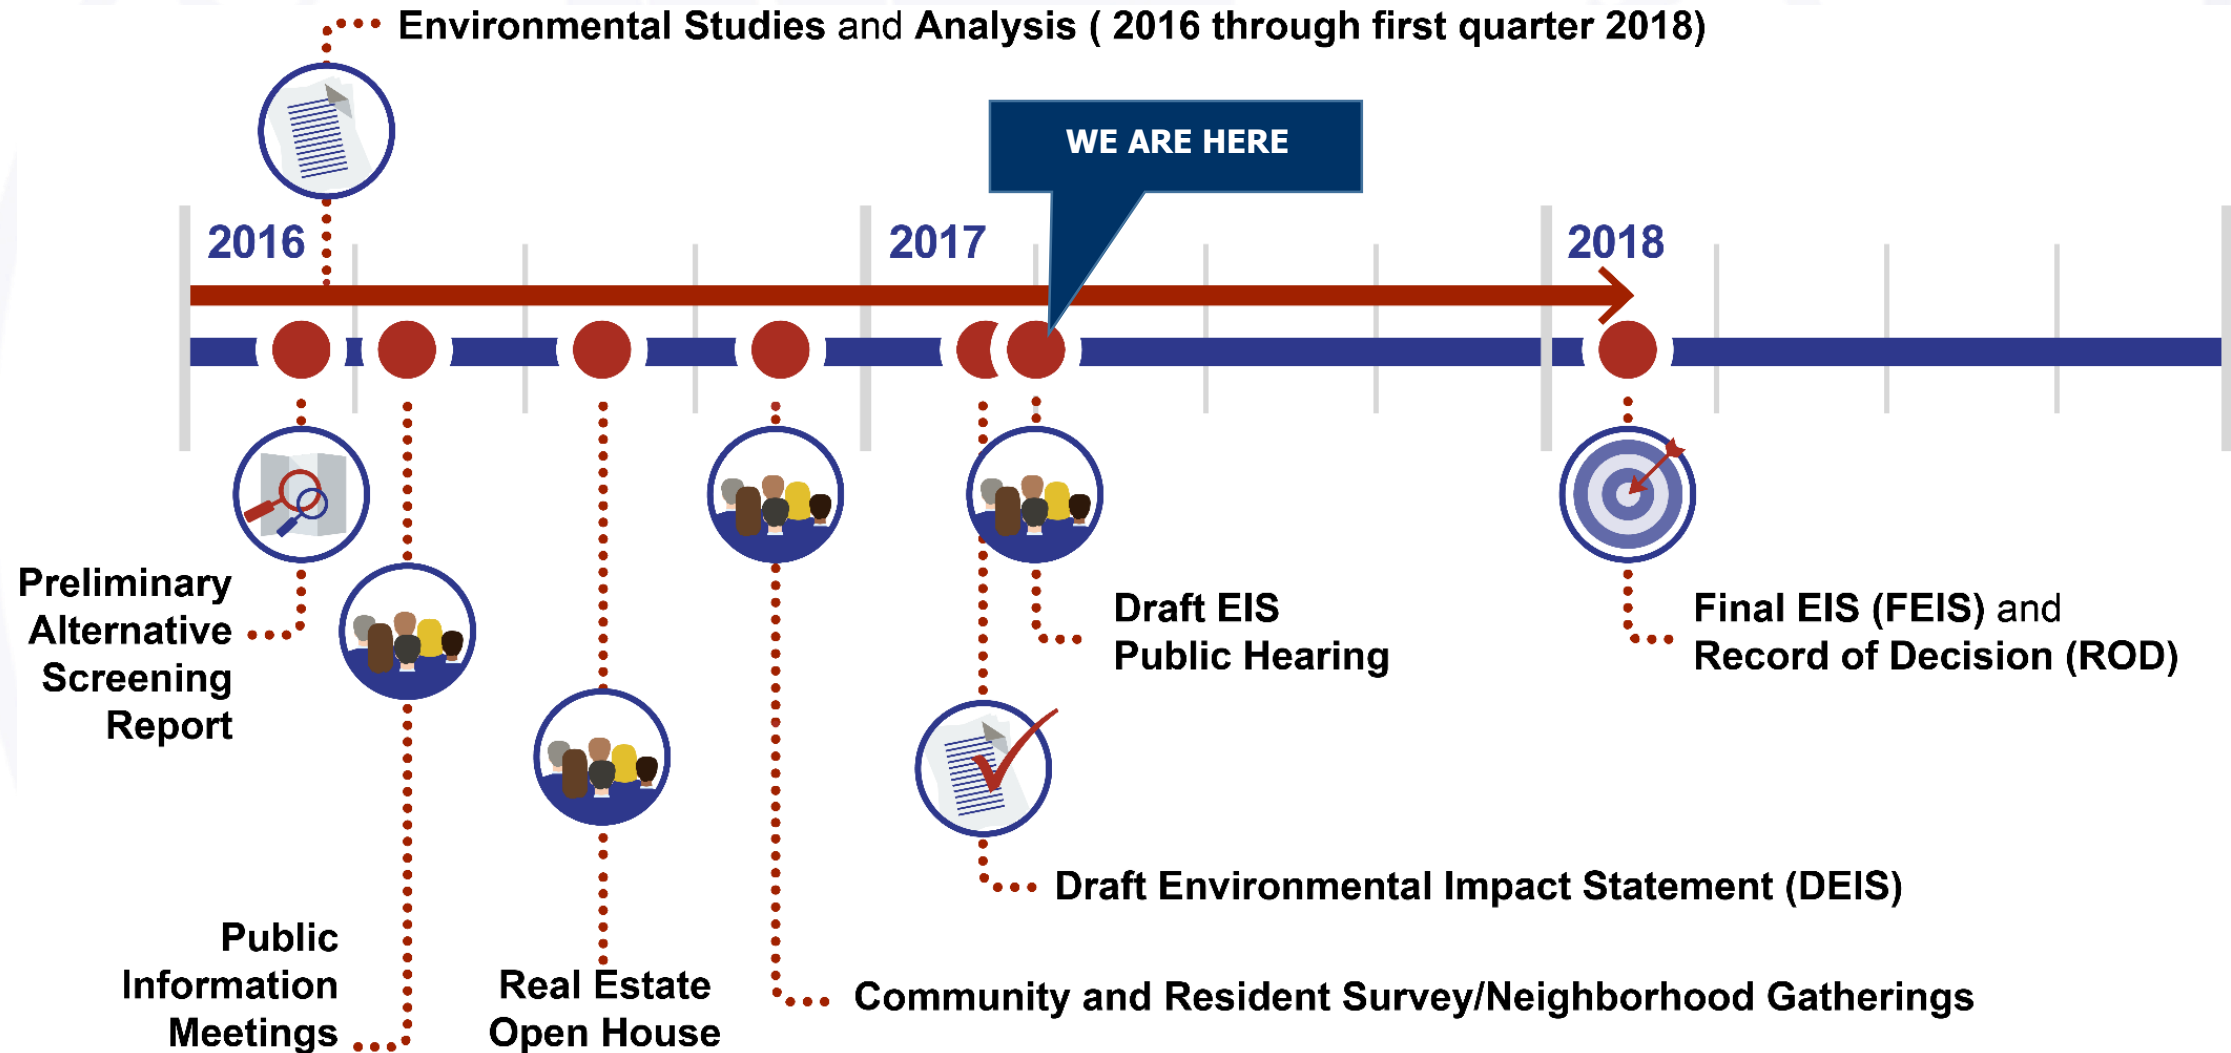 Environmental Studies and Analysis ( 2016 through first quarter 2018)
WE ARE HERE
2016
2017
2018
Preliminary
Alternative
Screening
Report
Draft EIS
Public Hearing
Final EIS (FEIS) and
Record of Decision (ROD)
Draft Environmental Impact Statement (DEIS)
Public
Information
Meetings
Real Estate
Open House
Community and Resident Survey/Neighborhood Gatherings